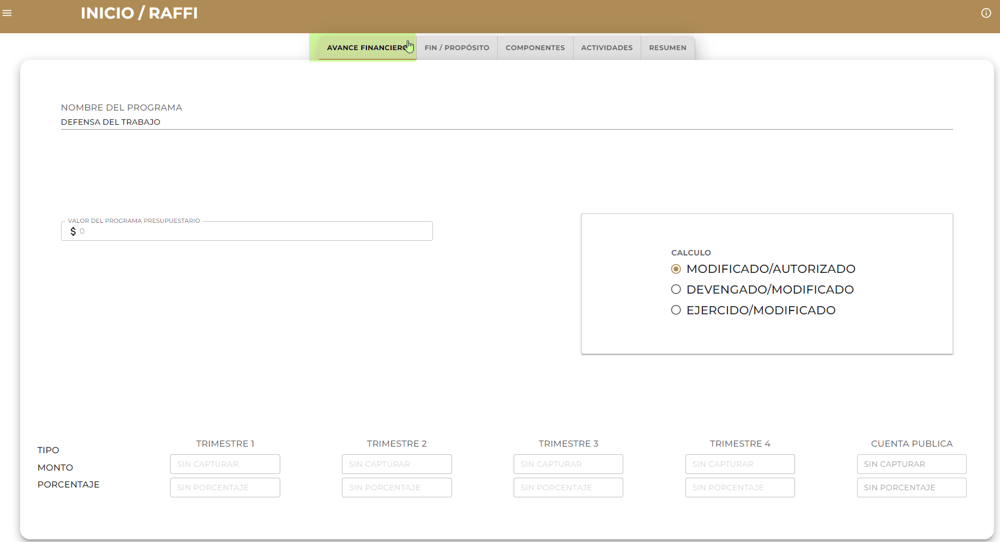 INICIO / RAFFI
AVANCE FINANCIERO
FIN / PROPÓSITO
COMPONENTES
ACTIVIDADES
RESUMEN
NOMBRE DEL PROGRAMA
DEFENSA DEL TRABAJO
VALOR DEL PROGRAMA PRESUPUESTARIO
$ 0
CALCULO
MODIFICADO/AUTORIZADO
DEVENGADO/MODIFICADO
EJERCIDO/MODIFICADO
TIPO
TRIMESTRE 1
TRIMESTRE 2
TRIMESTRE 3
TRIMESTRE 4
CUENTA PUBLICA
MONTO
SIN CAPTURAR
SIN CAPTURAR
SIN CAPTURAR
SIN CAPTURAR
SIN CAPTURAR
PORCENTAJE
SIN PORCENTAJE
SIN PORCENTAJE
SIN PORCENTAJE
SIN PORCENTAJE
SIN PORCENTAJE